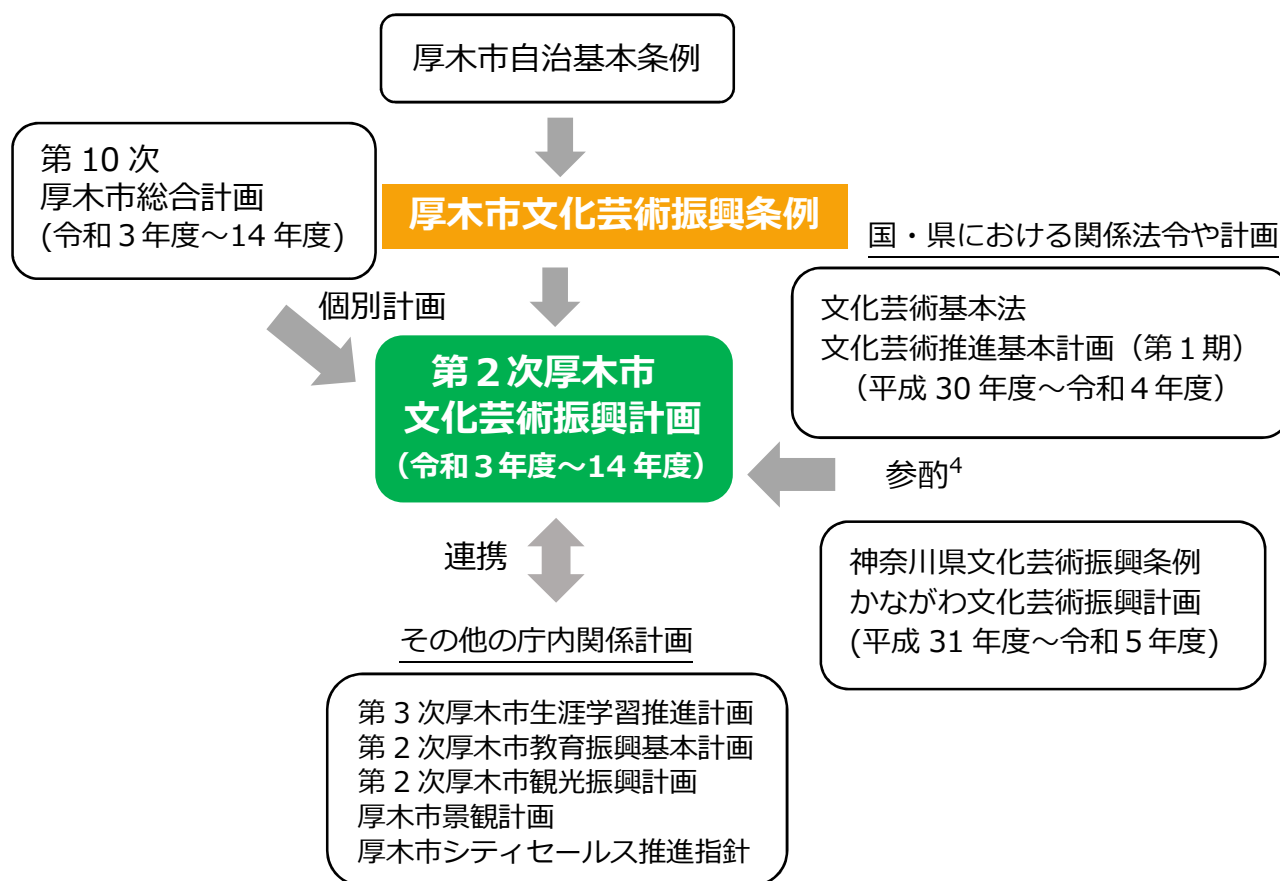 厚木市自治基本条例
第 10 次
厚木市総合計画
(令和３年度～14 年度)
厚木市文化芸術振興条例
国・県における関係法令や計画
個別計画
文化芸術基本法
文化芸術推進基本計画（第１期）
（平成 30 年度～令和４年度）
第２次厚木市
文化芸術振興計画
（令和３年度～14 年度）
参酌4
連携
神奈川県文化芸術振興条例
かながわ文化芸術振興計画
(平成 31 年度～令和５年度)
その他の庁内関係計画
第３次厚木市生涯学習推進計画
第２次厚木市教育振興基本計画
第２次厚木市観光振興計画
厚木市景観計画
厚木市シティセールス推進指針